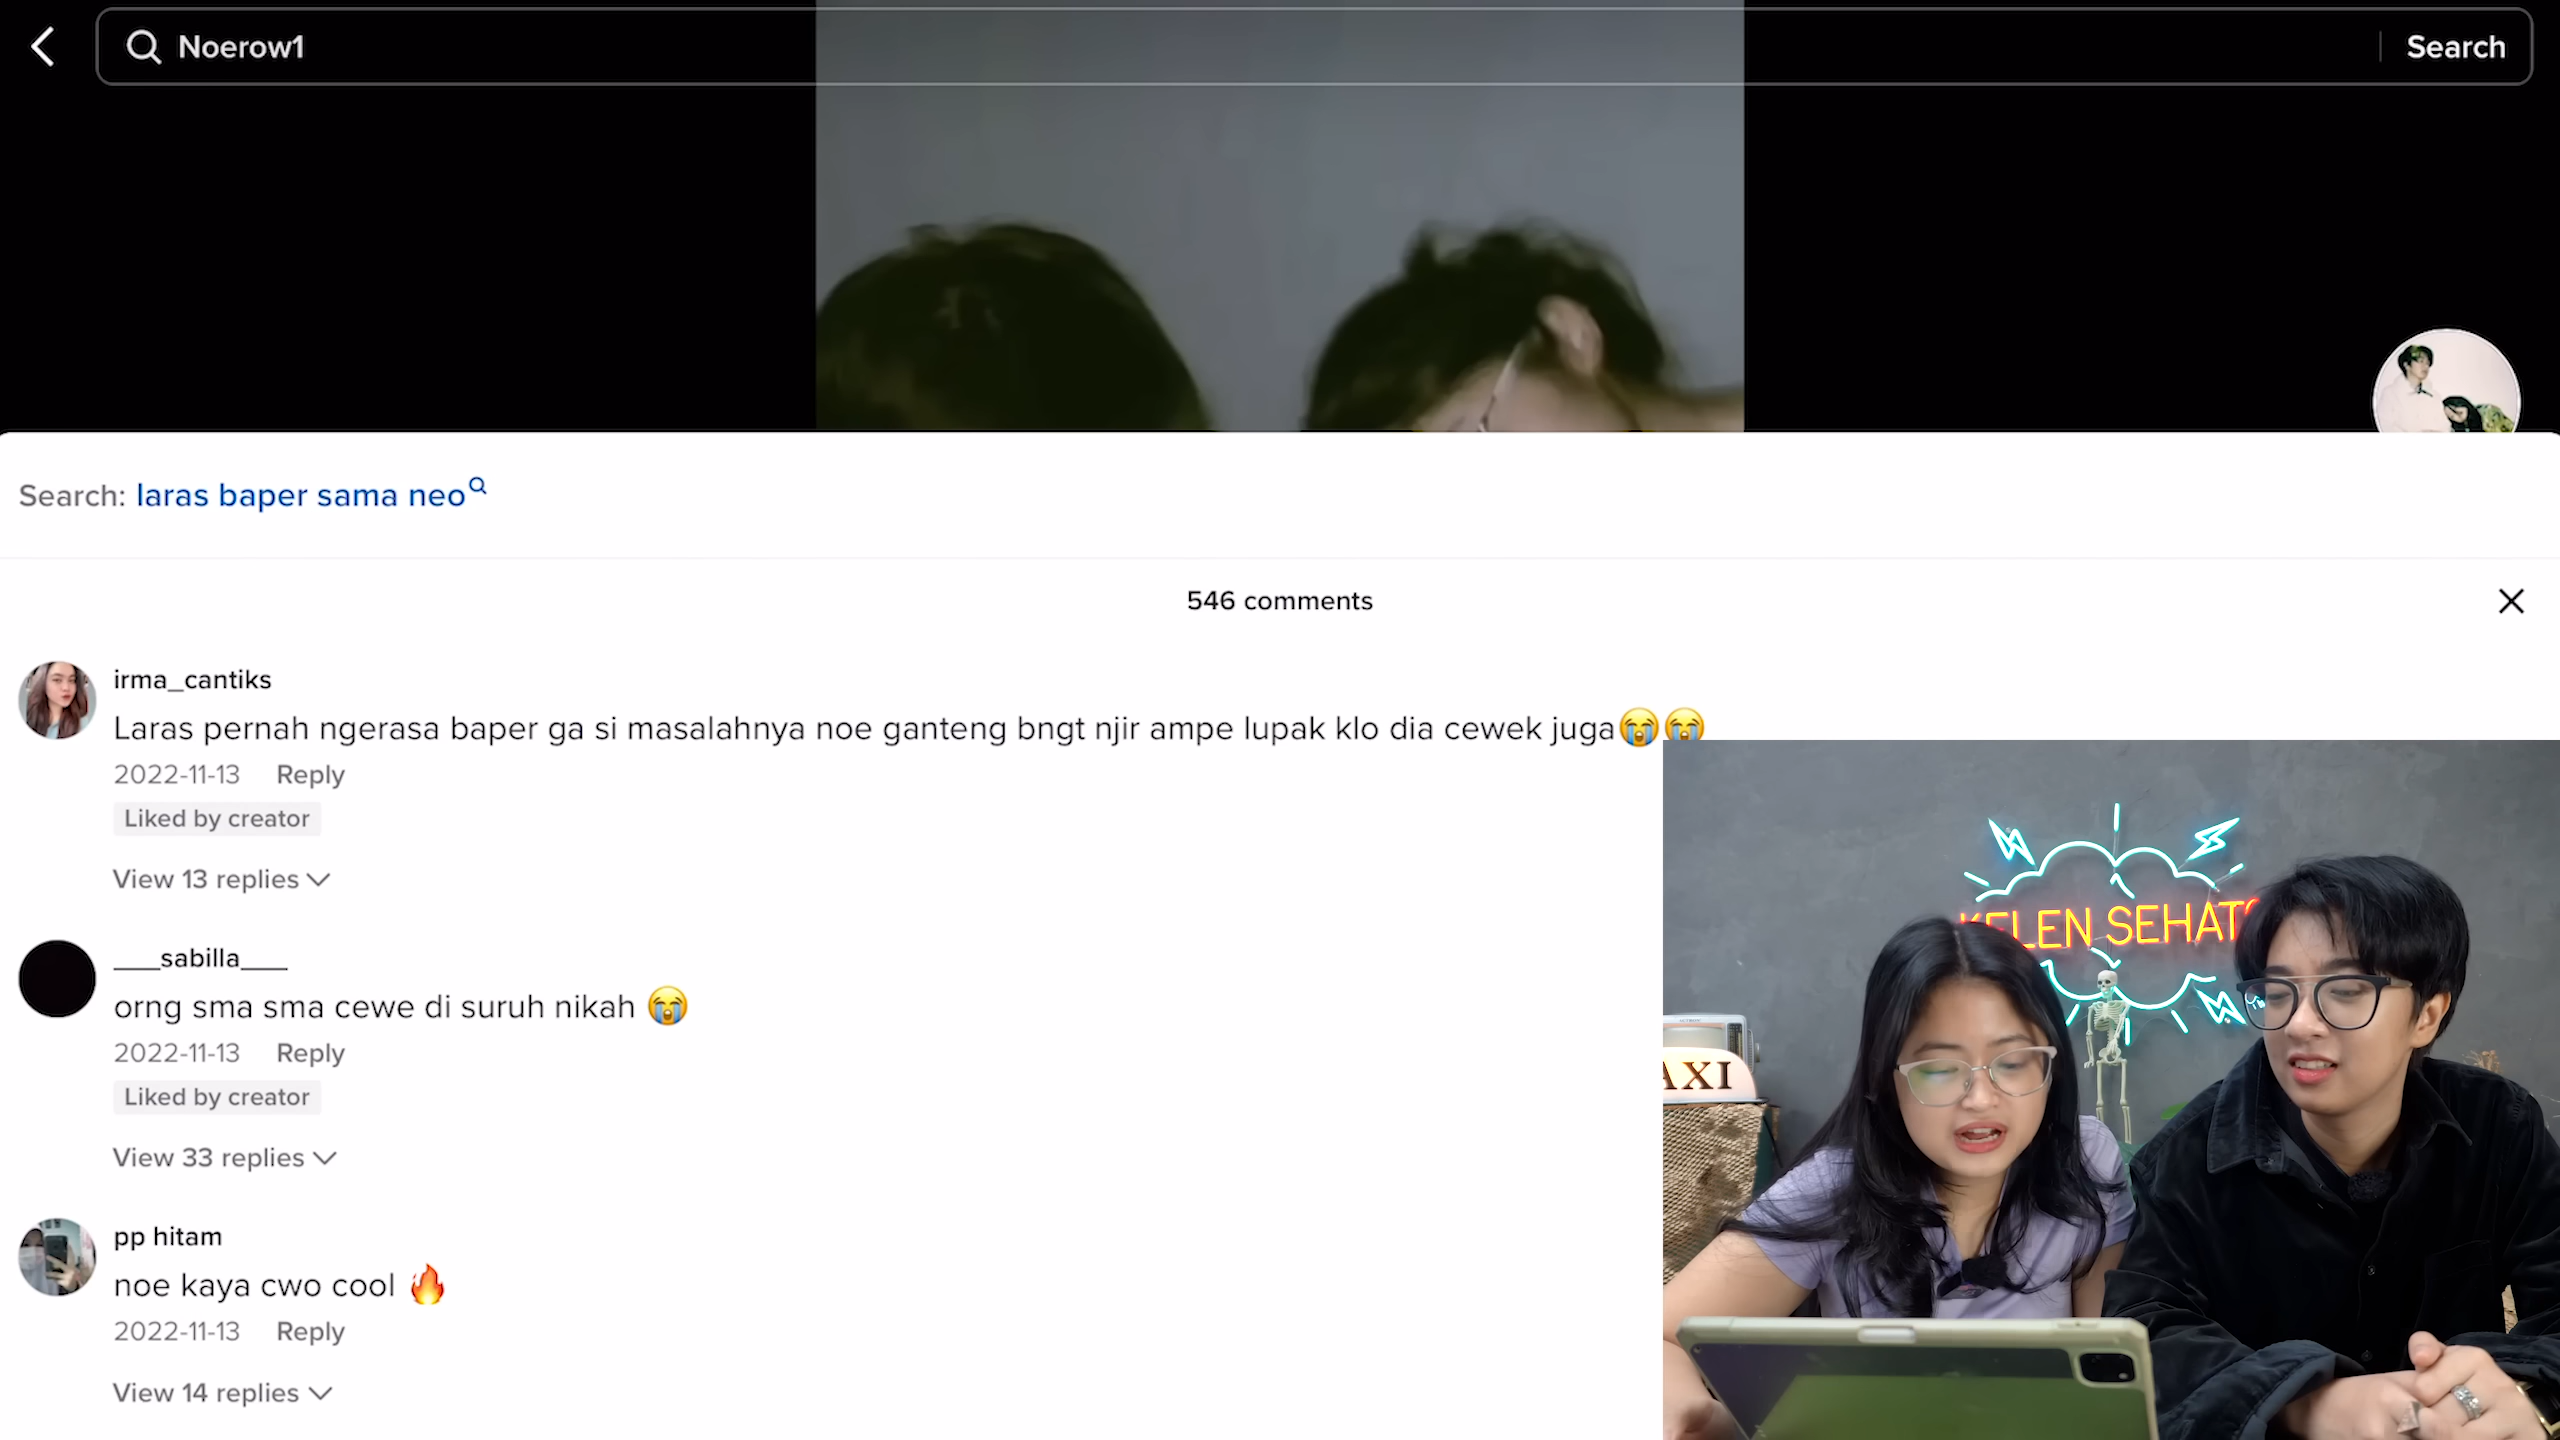 Noerow1
Search
Search: laras baper sama neo
546 comments
irma_cantiks
Laras pernah ngerasa baper ga si masalahnya noe ganteng bngt njir ampe lupak klo dia cewek juga😭😭
2022-11-13 Reply
Liked by creator
View 13 replies
___sabilla___
orng sma sma cewe di suruh nikah 😭
2022-11-13 Reply
Liked by creator
View 33 replies
pp hitam
noe kaya cwo cool 🔥
2022-11-13 Reply
View 14 replies
KELEN SEHAT
AXI